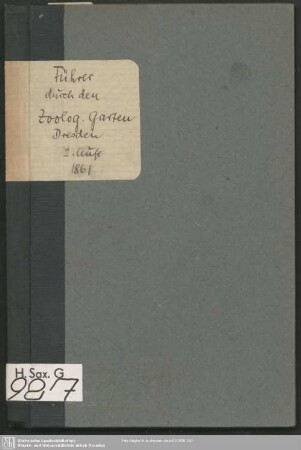 Führer
durch den
Zoolog. Garten
Dresden
2. Aufl.
1861
H. Sax. G
987